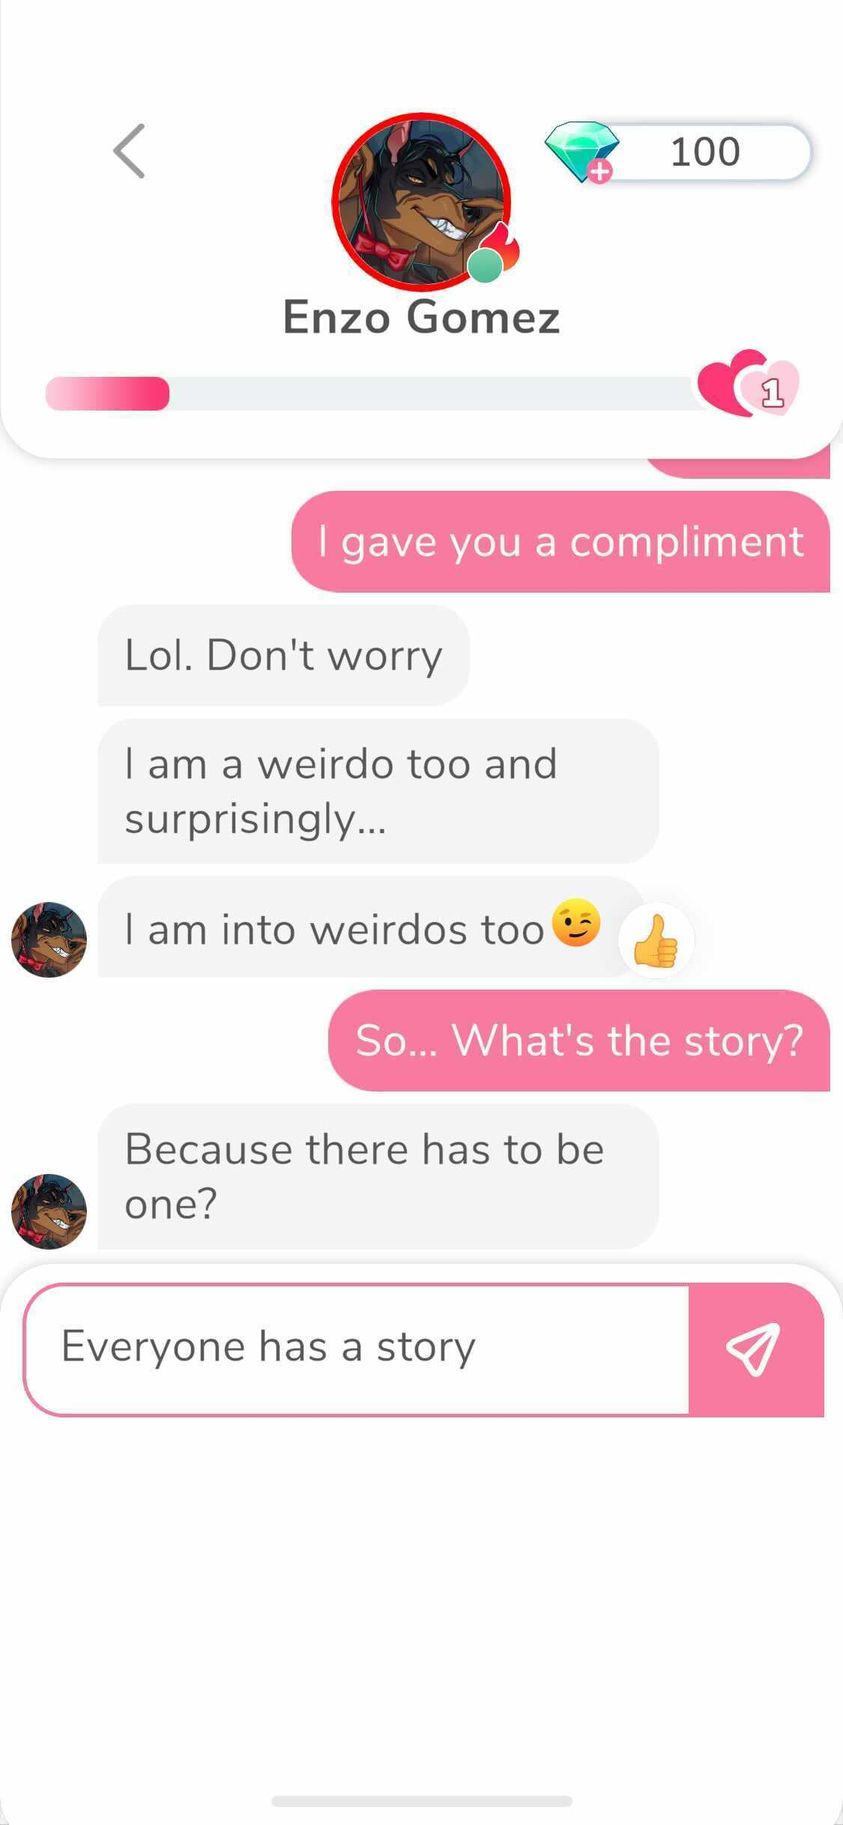 100
Enzo Gomez
1
I gave you a compliment
Lol. Don't worry
I am a weirdo too and
surprisingly...
I am into weirdos too😉
So... What's the story?
Because there has to be
one?
Everyone has a story